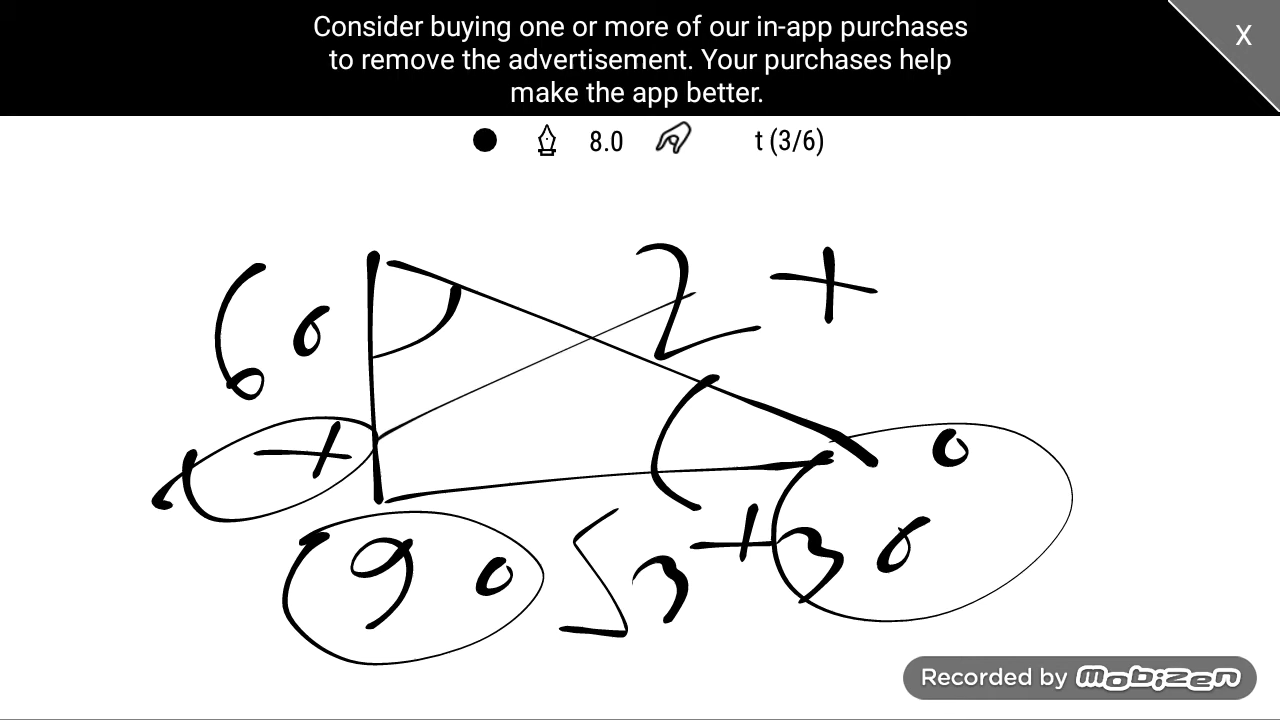 Consider buying one or more of our in-app purchases
to remove the advertisement. Your purchases help
make the app better.
X
8.0
t (3/6)
60
2 t
t
30°
90
3 t
Recorded by Mobizen